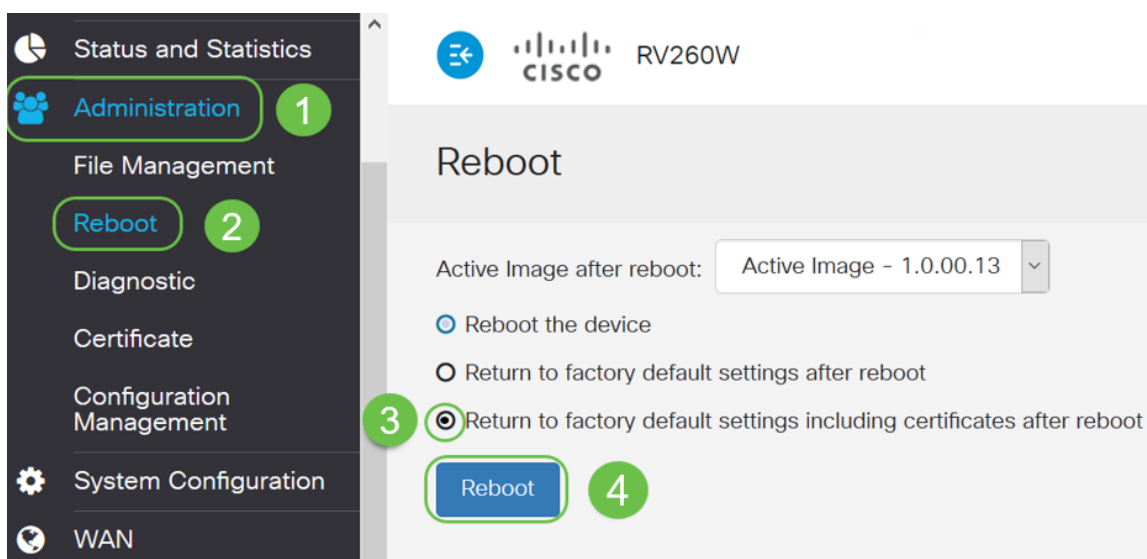 Status and Statistics
Administration
1
File Management
Reboot
2
Diagnostic
Certificate
Configuration
Management
System Configuration
WAN
CISCO
RV260W
Reboot
Active Image after reboot:
Active Image - 1.0.00.13
Reboot the device
Return to factory default settings after reboot
3
Return to factory default settings including certificates after reboot
Reboot
4